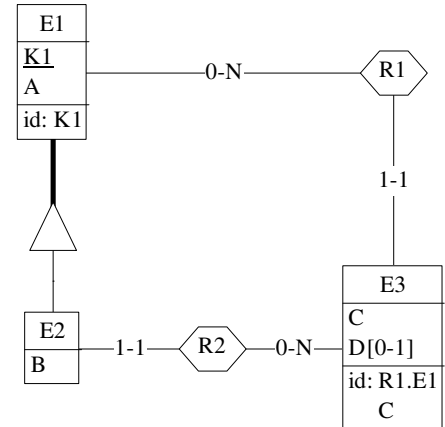 E1
K1
A
id: K1
0-N
R1
1-1
E3
C
D[0-1]
id: R1.E1
C
E2
B
1-1
R2
0-N